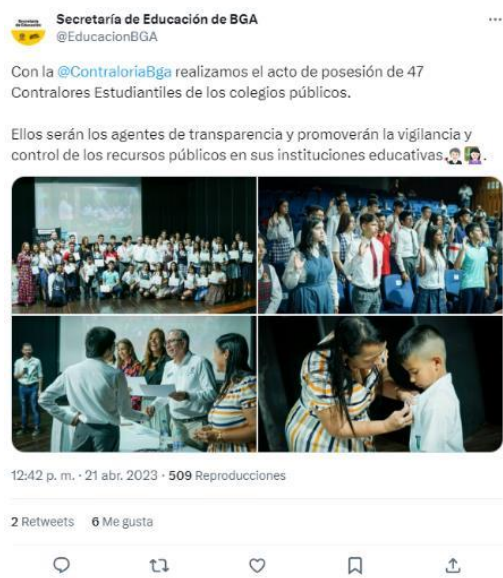 Secretaría de Educación de BGA
@EducacionBGA
Con la @ContraloriaBga realizamos el acto de posesión de 47
Contralores Estudiantiles de los colegios públicos.
Ellos serán los agentes de transparencia y promoverán la vigilancia y
control de los recursos públicos en sus instituciones educativas👨🏻‍💼👩🏻‍💼.
12:42 p. m. · 21 abr. 2023 · 509 Reproducciones
2 Retweets 6 Me gusta